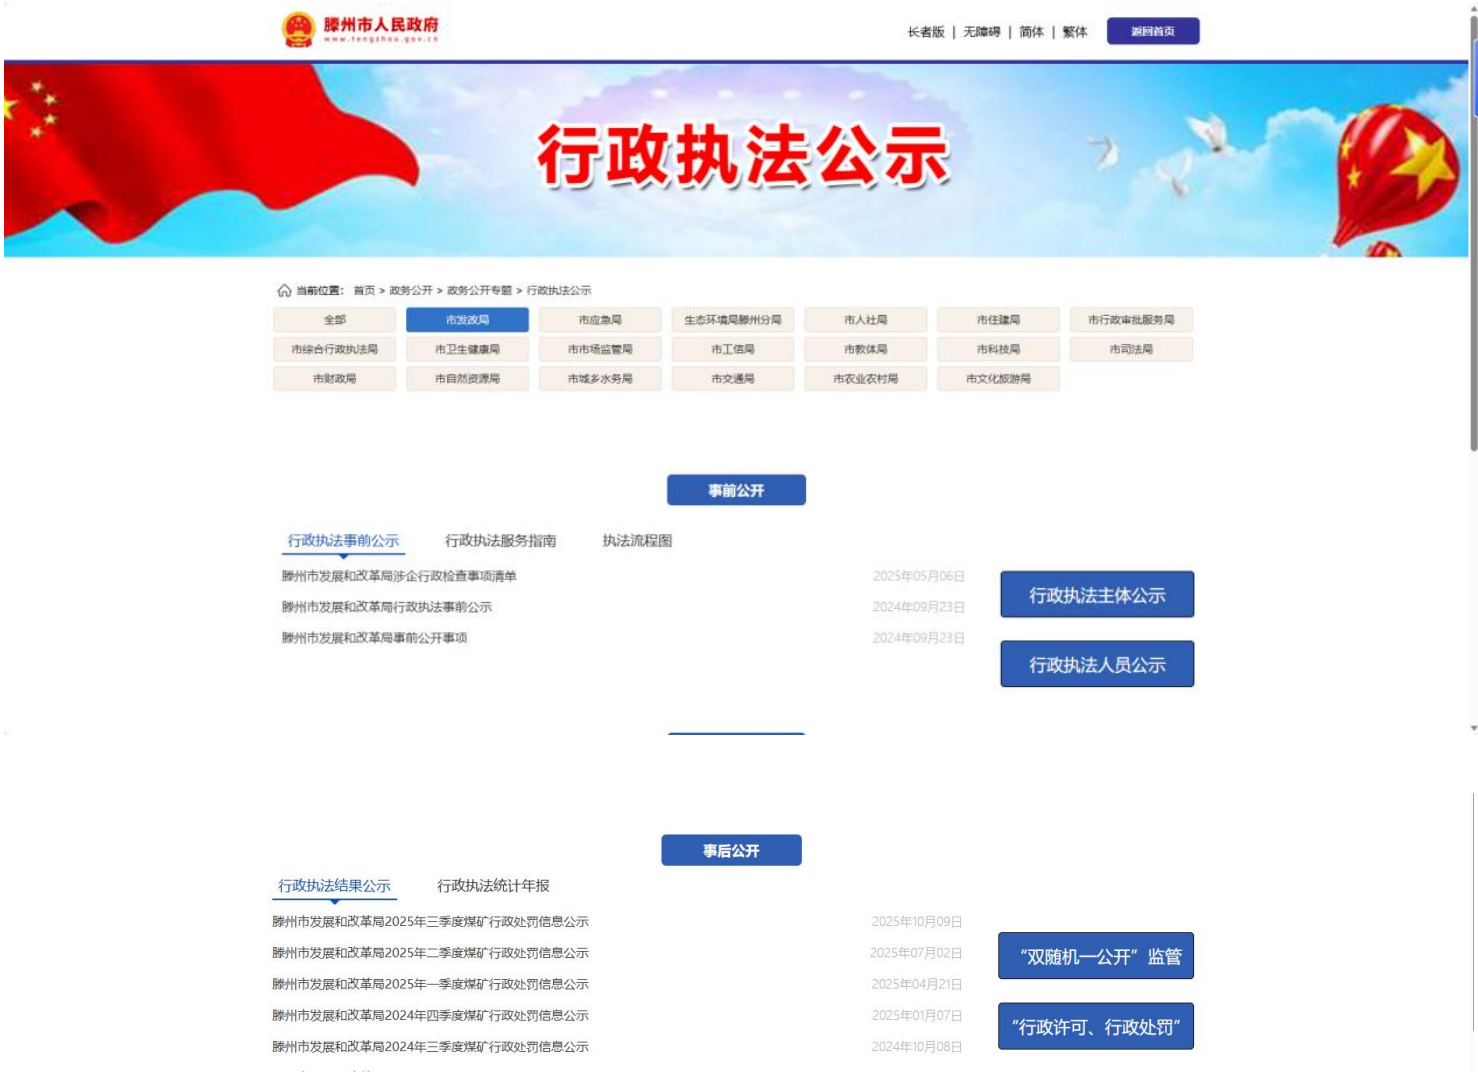 滕州市人民政府
www.tengzhou.gov.cn
长者版 | 无障碍 | 简体 | 繁体 返回首页
行政执法公示
当前位置： 首页 > 政务公开 > 政务公开专题 > 行政执法公示
全部 市发改局 市应急局 生态环境局滕州分局 市人社局 市住建局 市行政审批服务局
市综合行政执法局 市卫生健康局 市市场监管局 市工信局 市教体局 市科技局 市司法局
市财政局 市自然资源局 市城乡水务局 市交通局 市农业农村局 市文化旅游局
事前公开
行政执法事前公示 行政执法服务指南 执法流程图
滕州市发展和改革局涉企行政检查事项清单 2025年05月06日
滕州市发展和改革局行政执法事前公示 2024年09月23日
滕州市发展和改革局事前公开事项 2024年09月23日
行政执法主体公示
行政执法人员公示
事后公开
行政执法结果公示 行政执法统计年报
滕州市发展和改革局2025年三季度煤矿行政处罚信息公示 2025年10月09日
滕州市发展和改革局2025年二季度煤矿行政处罚信息公示 2025年07月02日
滕州市发展和改革局2025年一季度煤矿行政处罚信息公示 2025年04月21日
滕州市发展和改革局2024年四季度煤矿行政处罚信息公示 2025年01月07日
滕州市发展和改革局2024年三季度煤矿行政处罚信息公示 2024年10月08日
“双随机一公开”监管
“行政许可、行政处罚”